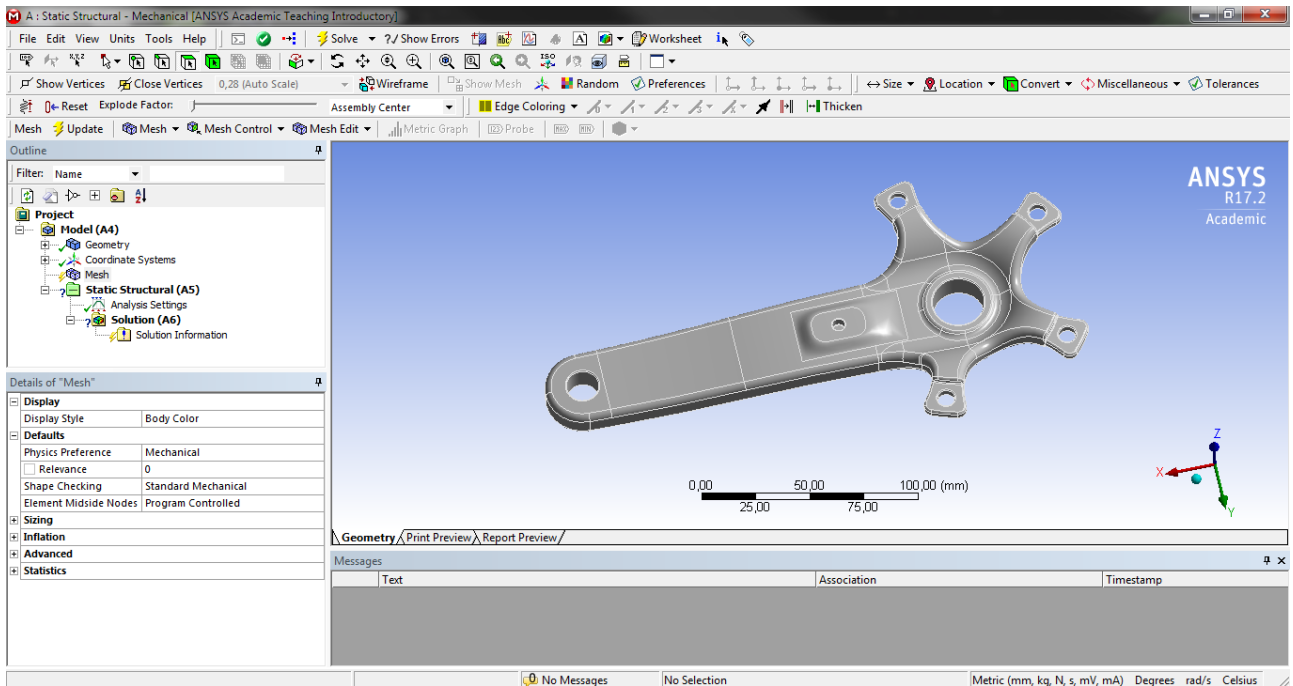 A : Static Structural - Mechanical [ANSYS Academic Teaching Introductory]
File Edit View Units Tools Help Solve ?/ Show Errors Worksheet
Show Vertices Close Vertices 0,28 (Auto Scale) Wireframe Show Mesh Random Preferences Size Location Convert Miscellaneous Tolerances
Reset Explode Factor: Assembly Center Edge Coloring Thicken
Mesh Update Mesh Mesh Control Mesh Edit Metric Graph Probe
Outline
Filter: Name
Project
Model (A4)
Geometry
Coordinate Systems
Mesh
Static Structural (A5)
Analysis Settings
Solution (A6)
Solution Information
Details of "Mesh"
Display
Display Style Body Color
Defaults
Physics Preference Mechanical
Relevance 0
Shape Checking Standard Mechanical
Element Midside Nodes Program Controlled
Sizing
Inflation
Advanced
Statistics
ANSYS
R17.2
Academic
Z
X
Y
0,00 50,00 100,00 (mm)
25,00 75,00
Geometry Print Preview Report Preview
Messages
Text Association Timestamp
0 No Messages No Selection Metric (mm, kg, N, s, mV, mA) Degrees rad/s Celsius